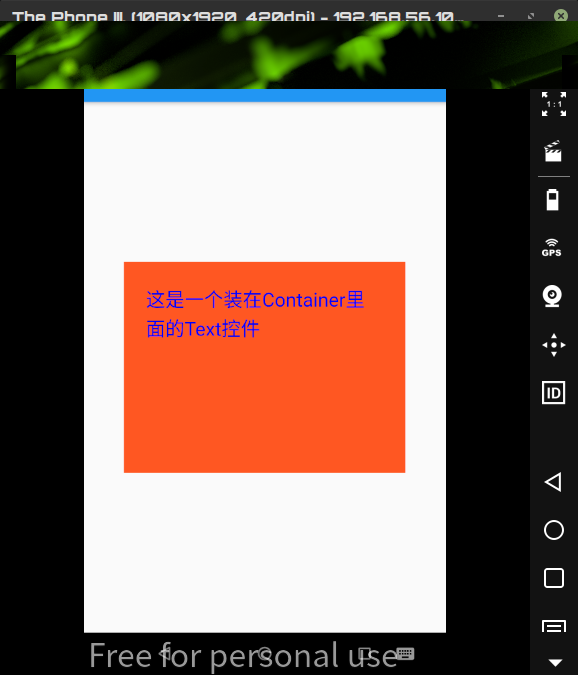 The Phone III. (1080x1920, 420dpi) - 192.168.56.10…
1:1
GPS
ID
这是一个装在Container里
面的Text控件
Free for personal use